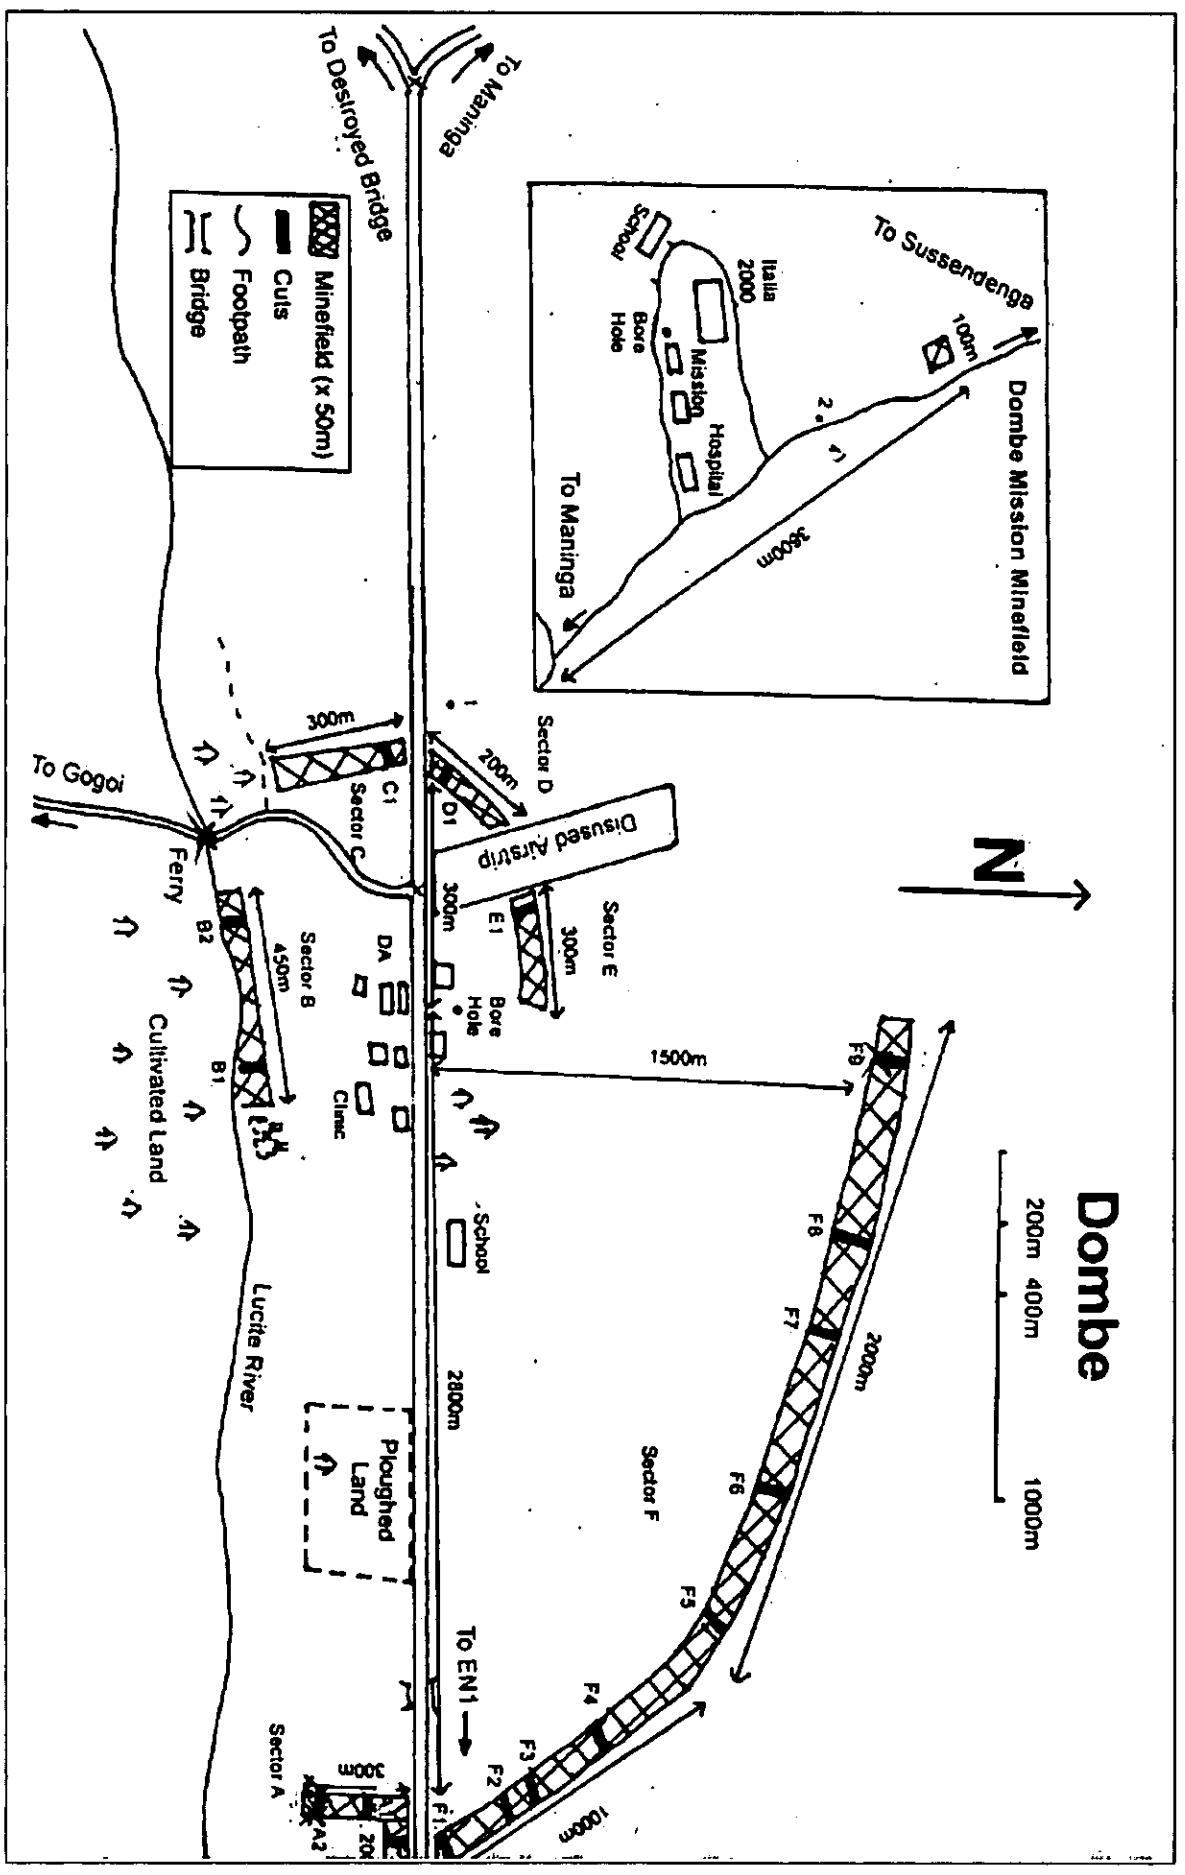 Dombe
200m 400m 1000m
N
Dombe Mission Minefield
To Sussendenga
100m
3600m
2
Italia
2000
School
Bore
Hole
Mission
Hospital
To Maninga
To Maninga
To Destroyed Bridge
Minefield (x 50m)
Cuts
Footpath
Bridge
1
Sector D
200m
D1
Disused Airstrip
300m
C1
Sector C
300m
E1
Sector E
300m
To Gogoi
Ferry
B2
Sector B
450m
B1
DA
Bore
Hole
Clinic
Cultivated Land
Lucite River
School
1500m
F9
F8
F7
2000m
F6
F5
Sector F
F4
F3
F2
F1
1000m
2800m
Ploughed
Land
To EN1
Sector A
300m
A2